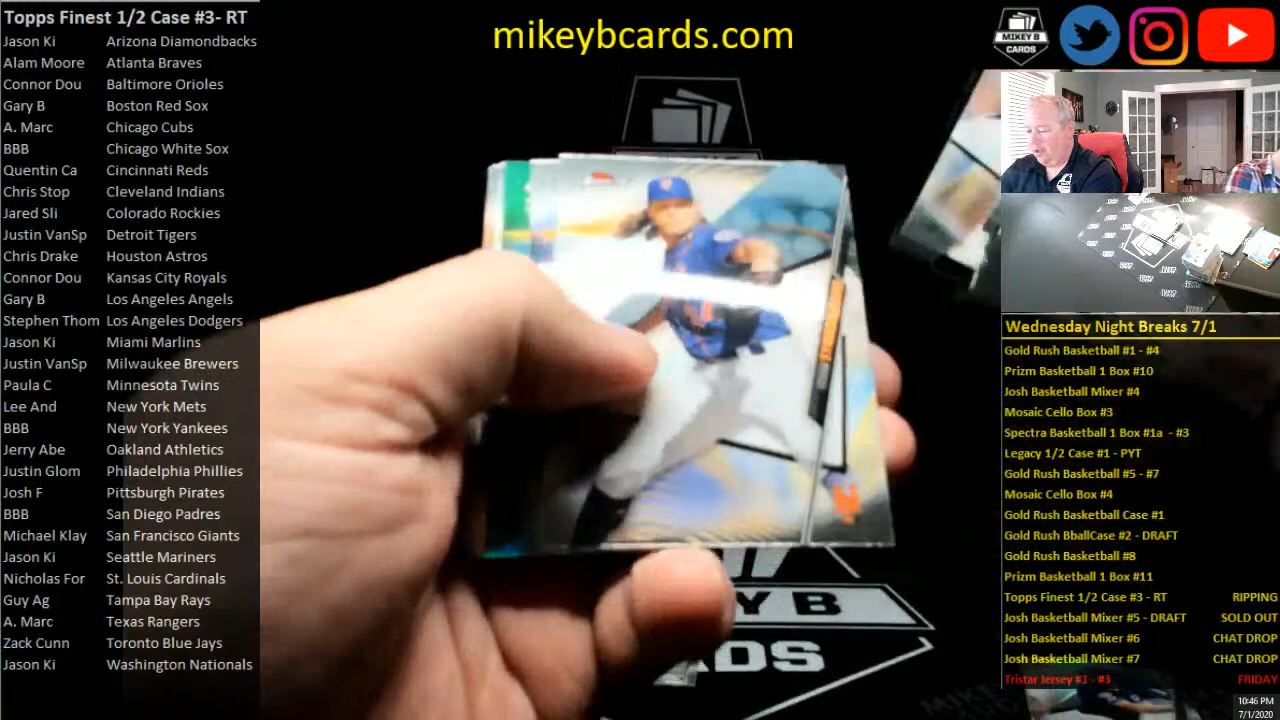 Topps Finest 1/2 Case #3- RT
Jason Ki Arizona Diamondbacks
Alam Moore Atlanta Braves
Connor Dou Baltimore Orioles
Gary B Boston Red Sox
A. Marc Chicago Cubs
BBB Chicago White Sox
Quentin Ca Cincinnati Reds
Chris Stop Cleveland Indians
Jared Sli Colorado Rockies
Justin VanSp Detroit Tigers
Chris Drake Houston Astros
Connor Dou Kansas City Royals
Gary B Los Angeles Angels
Stephen Thom Los Angeles Dodgers
Jason Ki Miami Marlins
Justin VanSp Milwaukee Brewers
Paula C Minnesota Twins
Lee And New York Mets
BBB New York Yankees
Jerry Abe Oakland Athletics
Justin Glom Philadelphia Phillies
Josh F Pittsburgh Pirates
BBB San Diego Padres
Michael Klay San Francisco Giants
Jason Ki Seattle Mariners
Nicholas For St. Louis Cardinals
Guy Ag Tampa Bay Rays
A. Marc Texas Rangers
Zack Cunn Toronto Blue Jays
Jason Ki Washington Nationals
mikeybcards.com
Y B
CARDS
MIKEY B
CARDS
Wednesday Night Breaks 7/1
Gold Rush Basketball #1 - #4
Prizm Basketball 1 Box #10
Josh Basketball Mixer #4
Mosaic Cello Box #3
Spectra Basketball 1 Box #1a - #3
Legacy 1/2 Case #1 - PYT
Gold Rush Basketball #5 - #7
Mosaic Cello Box #4
Gold Rush Basketball Case #1
Gold Rush BballCase #2 - DRAFT
Gold Rush Basketball #8
Prizm Basketball 1 Box #11
Topps Finest 1/2 Case #3 - RT RIPPING
Josh Basketball Mixer #5 - DRAFT SOLD OUT
Josh Basketball Mixer #6 CHAT DROP
Josh Basketball Mixer #7 CHAT DROP
Tristar Jersey #1 - #3 FRIDAY
10:46 PM
7/1/2020